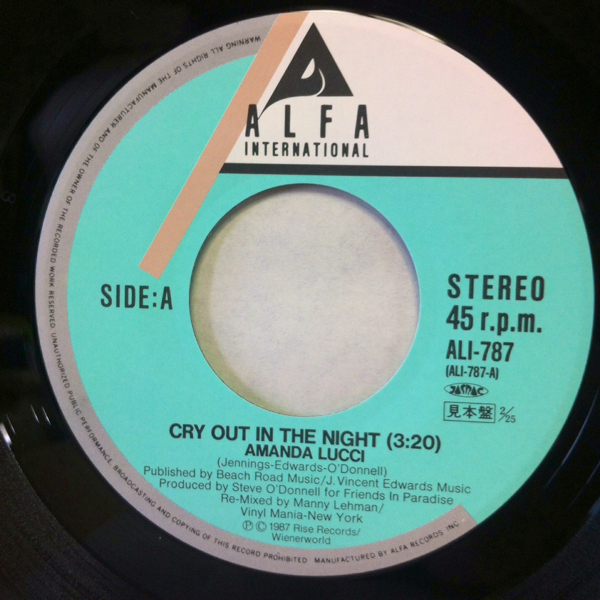 ALFA
INTERNATIONAL
SIDE:A
STEREO
45 r.p.m.
ALI-787
(ALI-787-A)
見本盤 2/25
CRY OUT IN THE NIGHT (3:20)
AMANDA LUCCI
(Jennings-Edwards-O'Donnell)
Published by Beach Road Music/J. Vincent Edwards Music
Produced by Steve O'Donnell for Friends In Paradise
Re-Mixed by Manny Lehman/
Vinyl Mania-New York
Ⓟ © 1987 Rise Records/
Wienerworld
WARNING: ALL RIGHTS OF THE MANUFACTURER AND OF THE OWNER OF THE RECORDED WORK RESERVED. UNAUTHORIZED PUBLIC PERFORMANCE, BROADCASTING AND COPYING OF THIS RECORD PROHIBITED MANUFACTURED BY ALFA RECORDS INC.